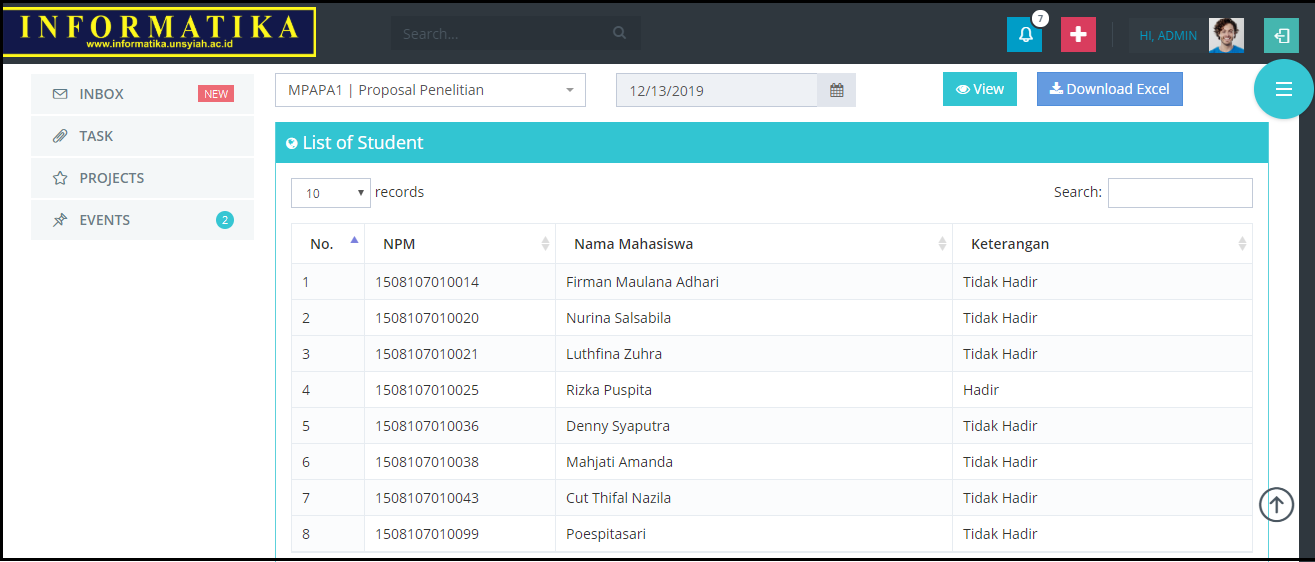 INFORMATIKA
www.informatika.unsyiah.ac.id
Search...
7
HI, ADMIN
INBOX NEW
TASK
PROJECTS
EVENTS 2
MPAPA1 | Proposal Penelitian
12/13/2019
View
Download Excel
List of Student
10 records
Search:
No. NPM Nama Mahasiswa Keterangan
1 1508107010014 Firman Maulana Adhari Tidak Hadir
2 1508107010020 Nurina Salsabila Tidak Hadir
3 1508107010021 Luthfina Zuhra Tidak Hadir
4 1508107010025 Rizka Puspita Hadir
5 1508107010036 Denny Syaputra Tidak Hadir
6 1508107010038 Mahjati Amanda Tidak Hadir
7 1508107010043 Cut Thifal Nazila Tidak Hadir
8 1508107010099 Poespitasari Tidak Hadir